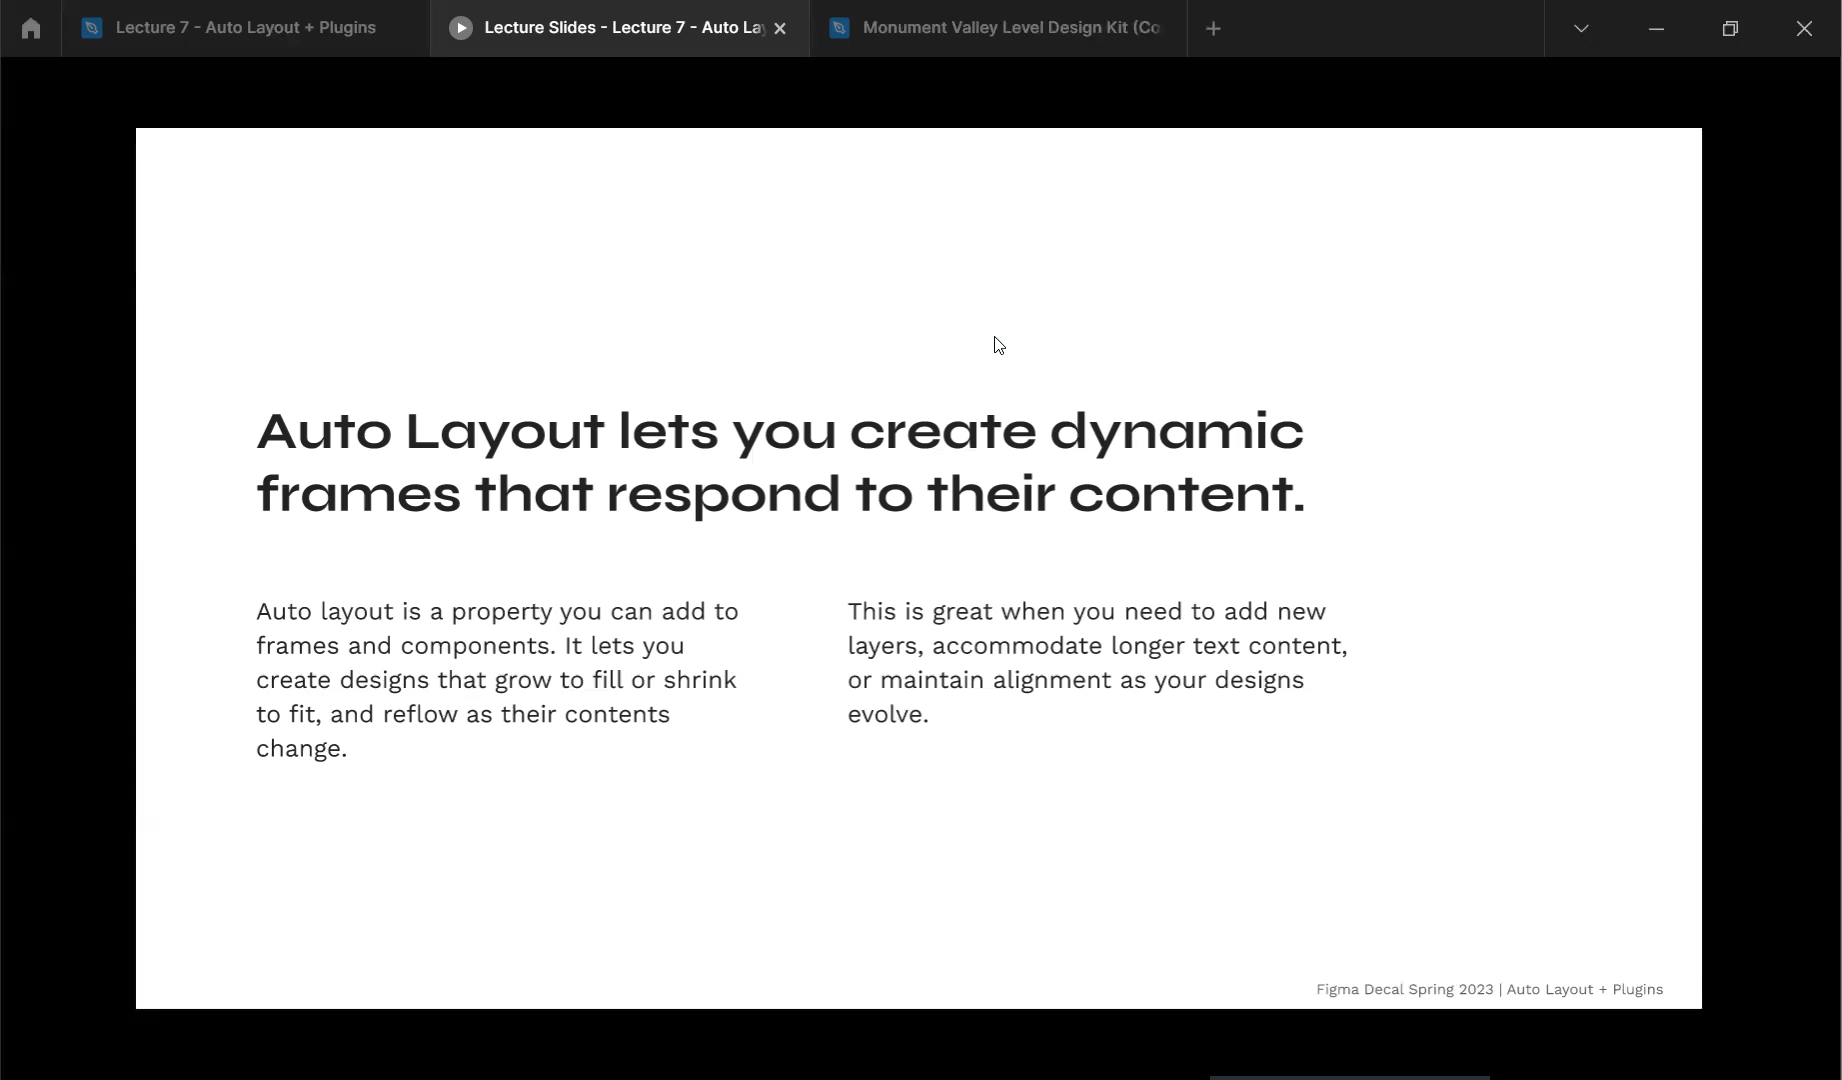 Lecture 7 - Auto Layout + Plugins
Lecture Slides - Lecture 7 - Auto La
Monument Valley Level Design Kit (Co
Auto Layout lets you create dynamic
frames that respond to their content.
Auto layout is a property you can add to
frames and components. It lets you
create designs that grow to fill or shrink
to fit, and reflow as their contents
change.
This is great when you need to add new
layers, accommodate longer text content,
or maintain alignment as your designs
evolve.
Figma Decal Spring 2023 | Auto Layout + Plugins